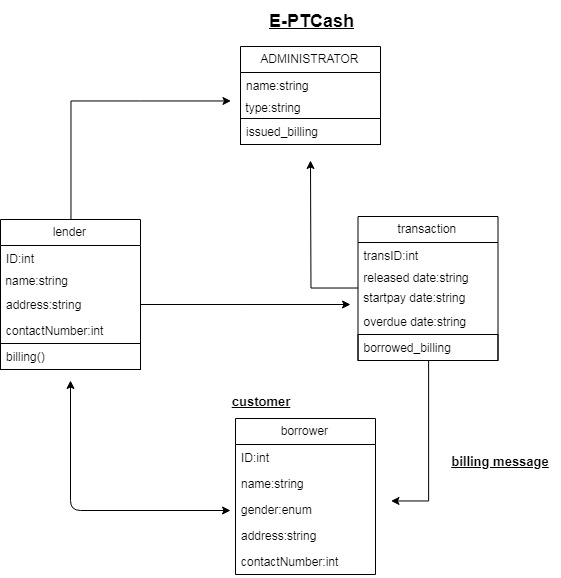 E-PTCash
ADMINISTRATOR
name:string
type:string
issued_billing
lender
ID:int
name:string
address:string
contactNumber:int
billing()
transaction
transID:int
released date:string
startpay date:string
overdue date:string
borrowed_billing
customer
borrower
ID:int
name:string
gender:enum
address:string
contactNumber:int
billing message